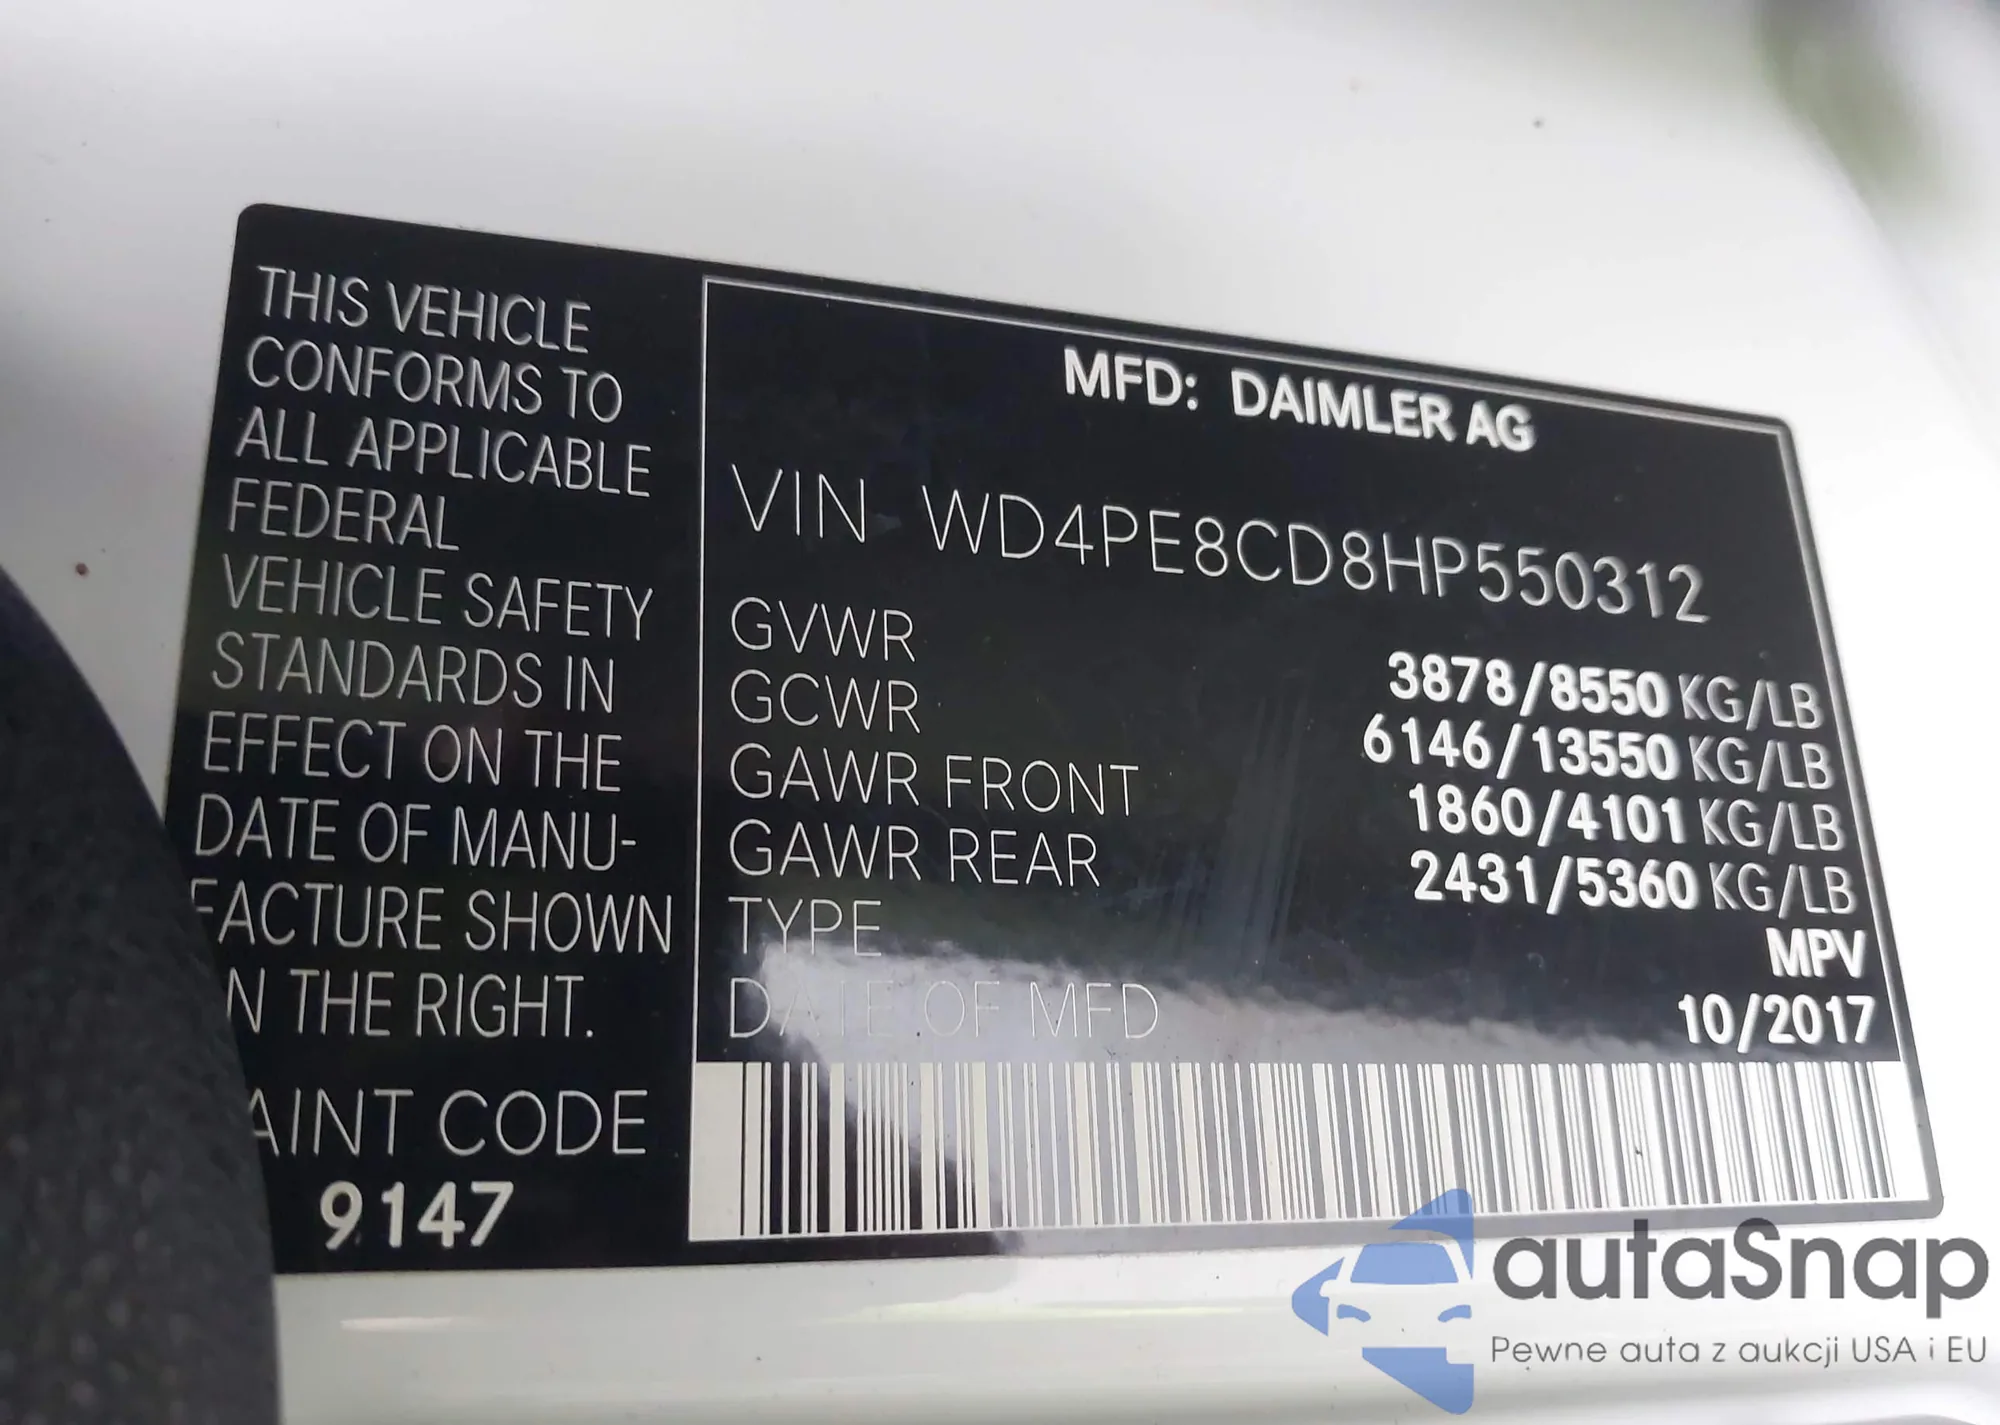 THIS VEHICLE
CONFORMS TO
ALL APPLICABLE
FEDERAL
VEHICLE SAFETY
STANDARDS IN
EFFECT ON THE
DATE OF MANU-
FACTURE SHOWN
N THE RIGHT.
AINT CODE
9147
MFD: DAIMLER AG
VIN WD4PE8CD8HP550312
GVWR 3878/8550 KG/LB
GCWR 6146/13550 KG/LB
GAWR FRONT 1860/4101 KG/LB
GAWR REAR 2431/5360 KG/LB
TYPE MPV
DATE OF MFD 10/2017
autaSnap
Pewne auta z aukcji USA i EU